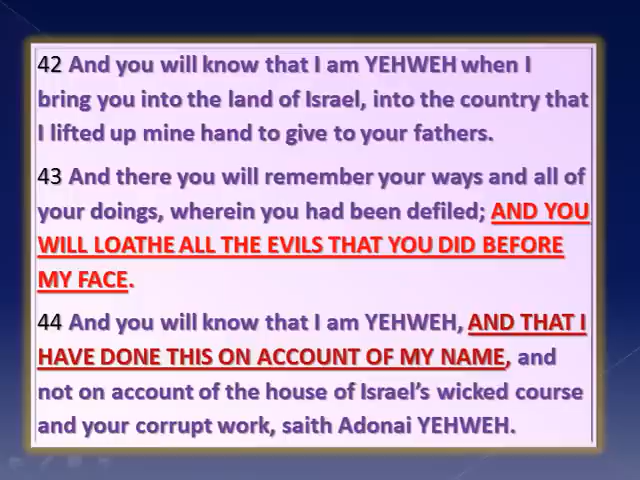 42 And you will know that I am YEHWEH when I
bring you into the land of Israel, into the country that
I lifted up mine hand to give to your fathers.
43 And there you will remember your ways and all of
your doings, wherein you had been defiled; AND YOU
WILL LOATHE ALL THE EVILS THAT YOU DID BEFORE
MY FACE.
44 And you will know that I am YEHWEH, AND THAT I
HAVE DONE THIS ON ACCOUNT OF MY NAME, and
not on account of the house of Israel’s wicked course
and your corrupt work, saith Adonai YEHWEH.